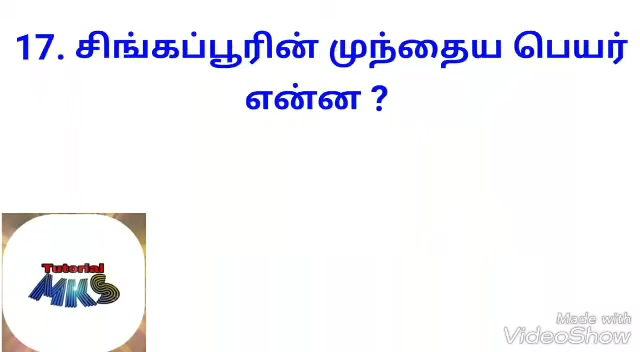 17. சிங்கப்பூரின் முந்தைய பெயர்
என்ன ?
Tutorial
MKS
Made with
VideoShow